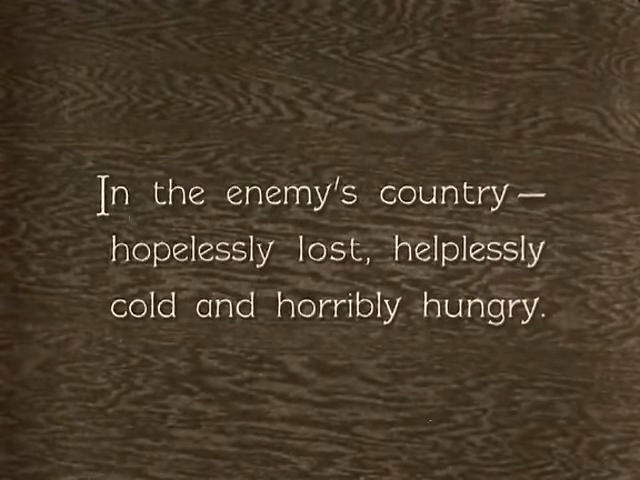 In the enemy's country —
hopelessly lost, helplessly
cold and horribly hungry.